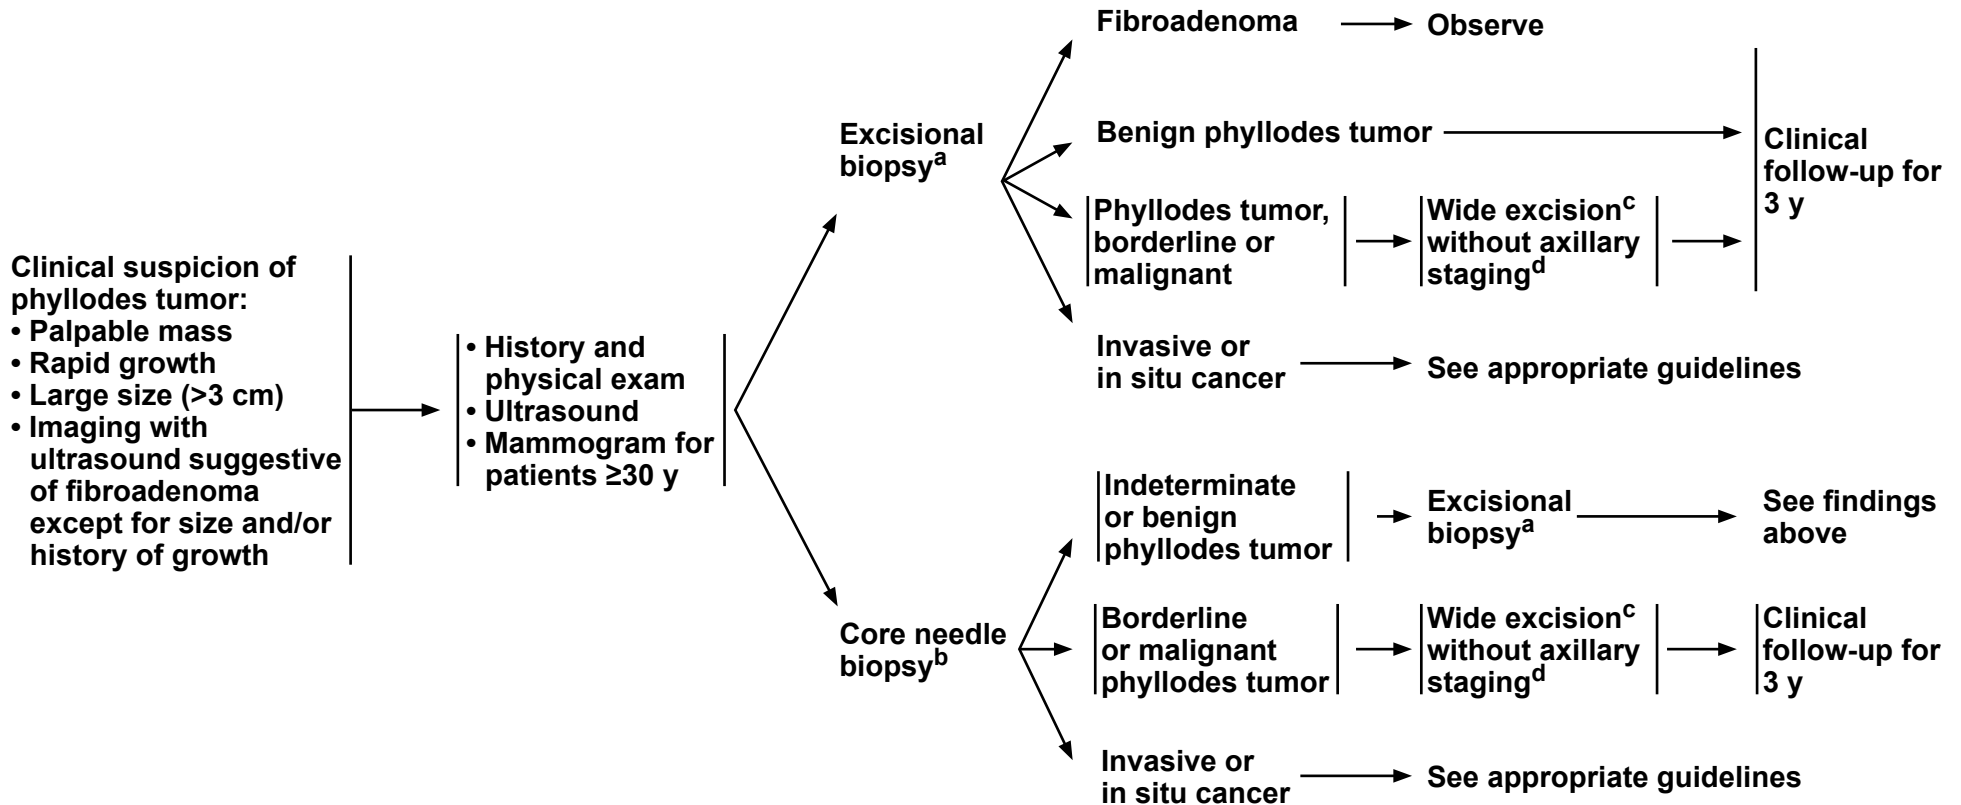 Clinical suspicion of
phyllodes tumor:
• Palpable mass
• Rapid growth
• Large size (>3 cm)
• Imaging with
ultrasound suggestive
of fibroadenoma
except for size and/or
history of growth
• History and
physical exam
• Ultrasound
• Mammogram for
patients ≥30 y
Excisional
biopsyᵃ
Fibroadenoma
Observe
Benign phyllodes tumor
Phyllodes tumor,
borderline or
malignant
Wide excisionᶜ
without axillary
stagingᵈ
Clinical
follow-up for
3 y
Invasive or
in situ cancer
See appropriate guidelines
Core needle
biopsyᵇ
Indeterminate
or benign
phyllodes tumor
Excisional
biopsyᵃ
See findings
above
Borderline
or malignant
phyllodes tumor
Wide excisionᶜ
without axillary
stagingᵈ
Clinical
follow-up for
3 y
Invasive or
in situ cancer
See appropriate guidelines